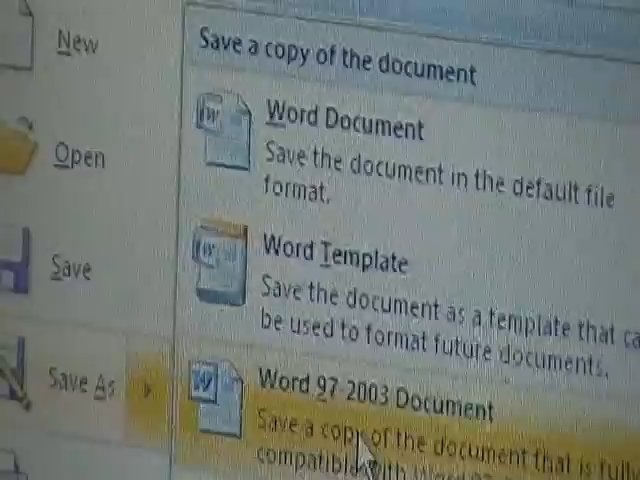 New
Open
Save
Save As
Save a copy of the document
Word Document
Save the document in the default file
format.
Word Template
Save the document as a template that ca
be used to format future documents.
Word 97-2003 Document
Save a copy of the document that is fully
compatible with Word 97